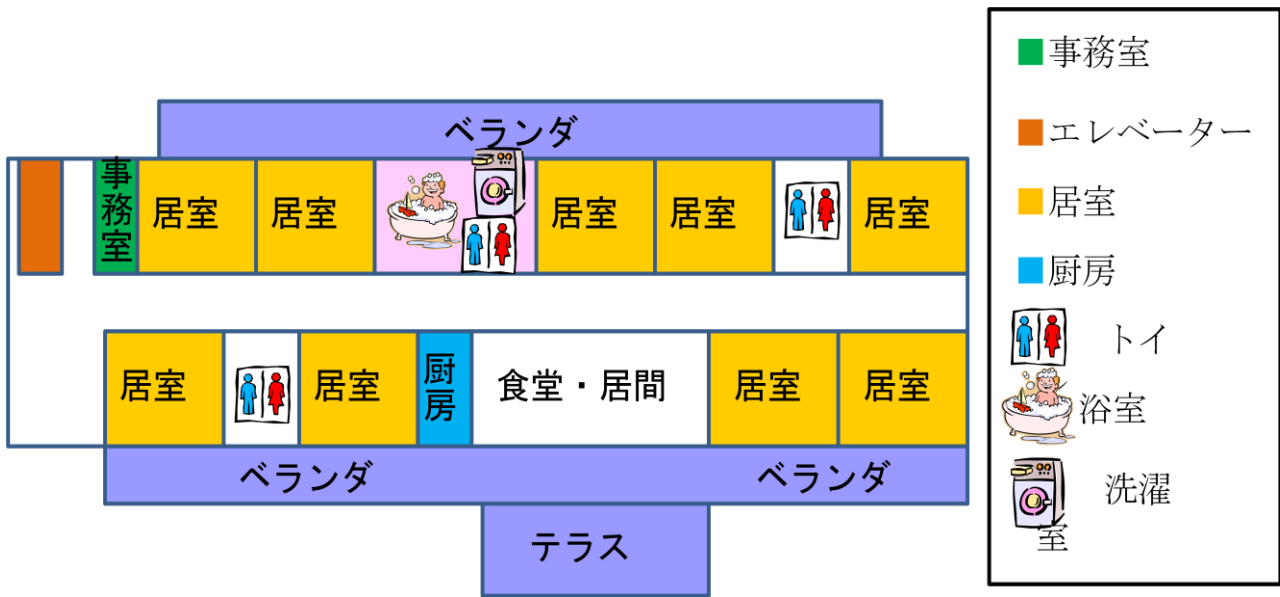 ベランダ
事務室
居室
居室
居室
居室
居室
居室
居室
厨房
食堂・居間
居室
居室
ベランダ
ベランダ
テラス
事務室
エレベーター
居室
厨房
トイ
浴室
洗濯
室